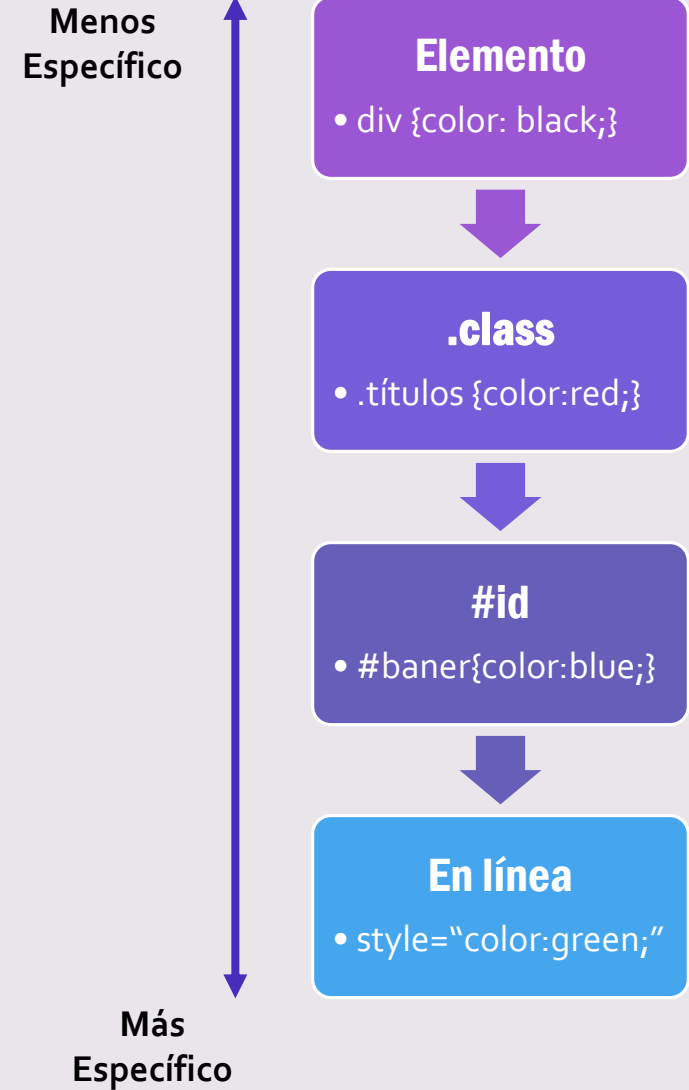 Menos
Específico
Elemento
• div {color: black;}
.class
• .títulos {color:red;}
#id
• #baner{color:blue;}
En línea
• style=“color:green;”
Más
Específico